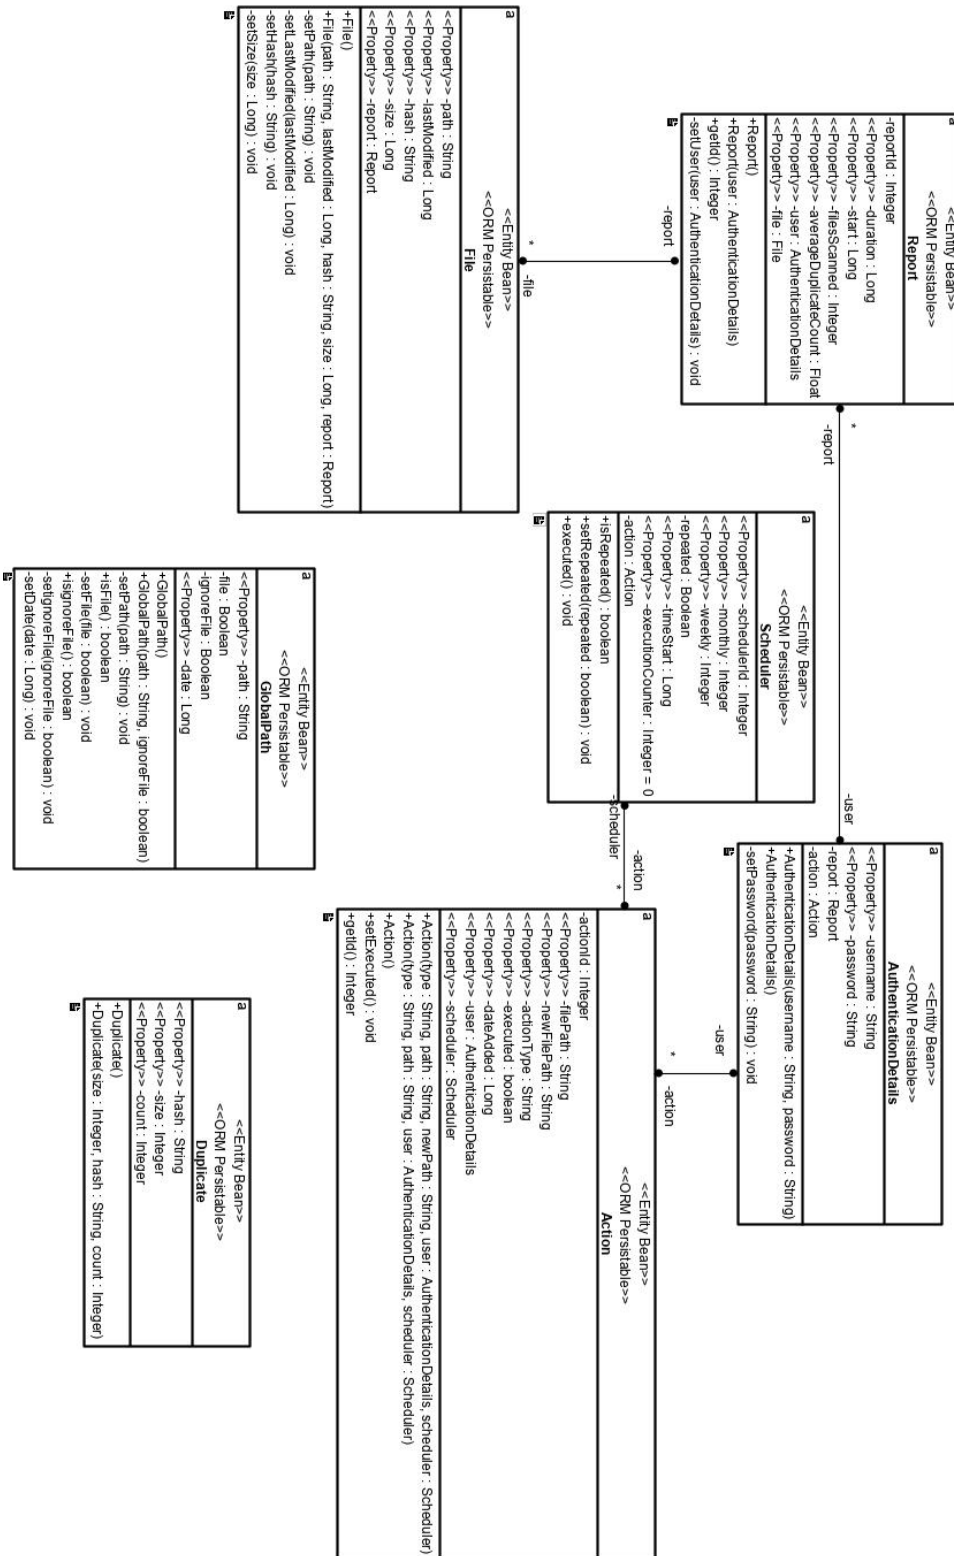 a
<<Entity Bean>>
<<ORM Persistable>>
Report
-reportId : Integer
<<Property>> -duration : Long
<<Property>> -start : Long
<<Property>> -filesScanned : Integer
<<Property>> -averageDuplicateCount : Float
<<Property>> -user : AuthenticationDetails
<<Property>> -file : File
+Report()
+Report(user : AuthenticationDetails)
+getId() : Integer
-setUser(user : AuthenticationDetails) : void
*
-report
-user
a
<<Entity Bean>>
<<ORM Persistable>>
AuthenticationDetails
<<Property>> -username : String
<<Property>> -password : String
-report : Report
-action : Action
+AuthenticationDetails(username : String, password : String)
+AuthenticationDetails()
-setPassword(password : String) : void
-report
*
-file
-user
*
-action
a
<<Entity Bean>>
<<ORM Persistable>>
Scheduler
<<Property>> -schedulerId : Integer
<<Property>> -monthly : Integer
<<Property>> -weekly : Integer
-repeated : Boolean
<<Property>> -timeStart : Long
<<Property>> -executionCounter : Integer = 0
-action : Action
+isRepeated() : boolean
+setRepeated(repeated : boolean) : void
+executed() : void
-action
*
-scheduler
a
<<Entity Bean>>
<<ORM Persistable>>
Action
-actionId : Integer
<<Property>> -filePath : String
<<Property>> -newFilePath : String
<<Property>> -actionType : String
<<Property>> -executed : boolean
<<Property>> -dateAdded : Long
<<Property>> -user : AuthenticationDetails
<<Property>> -scheduler : Scheduler
+Action(type : String, path : String, newPath : String, user : AuthenticationDetails, scheduler : Scheduler)
+Action(type : String, path : String, user : AuthenticationDetails, scheduler : Scheduler)
+Action()
+setExecuted() : void
+getId() : Integer
a
<<Entity Bean>>
<<ORM Persistable>>
File
<<Property>> -path : String
<<Property>> -lastModified : Long
<<Property>> -hash : String
<<Property>> -size : Long
<<Property>> -report : Report
+File()
+File(path : String, lastModified : Long, hash : String, size : Long, report : Report)
-setPath(path : String) : void
-setLastModified(lastModified : Long) : void
-setHash(hash : String) : void
-setSize(size : Long) : void
a
<<Entity Bean>>
<<ORM Persistable>>
GlobalPath
<<Property>> -path : String
-file : Boolean
-ignoreFile : Boolean
<<Property>> -date : Long
+GlobalPath()
+GlobalPath(path : String, ignoreFile : boolean)
-setPath(path : String) : void
+isFile() : boolean
-setFile(file : boolean) : void
+isignoreFile() : boolean
-setignoreFile(ignoreFile : boolean) : void
-setDate(date : Long) : void
a
<<Entity Bean>>
<<ORM Persistable>>
Duplicate
<<Property>> -hash : String
<<Property>> -size : Integer
<<Property>> -count : Integer
+Duplicate()
+Duplicate(size : Integer, hash : String, count : Integer)